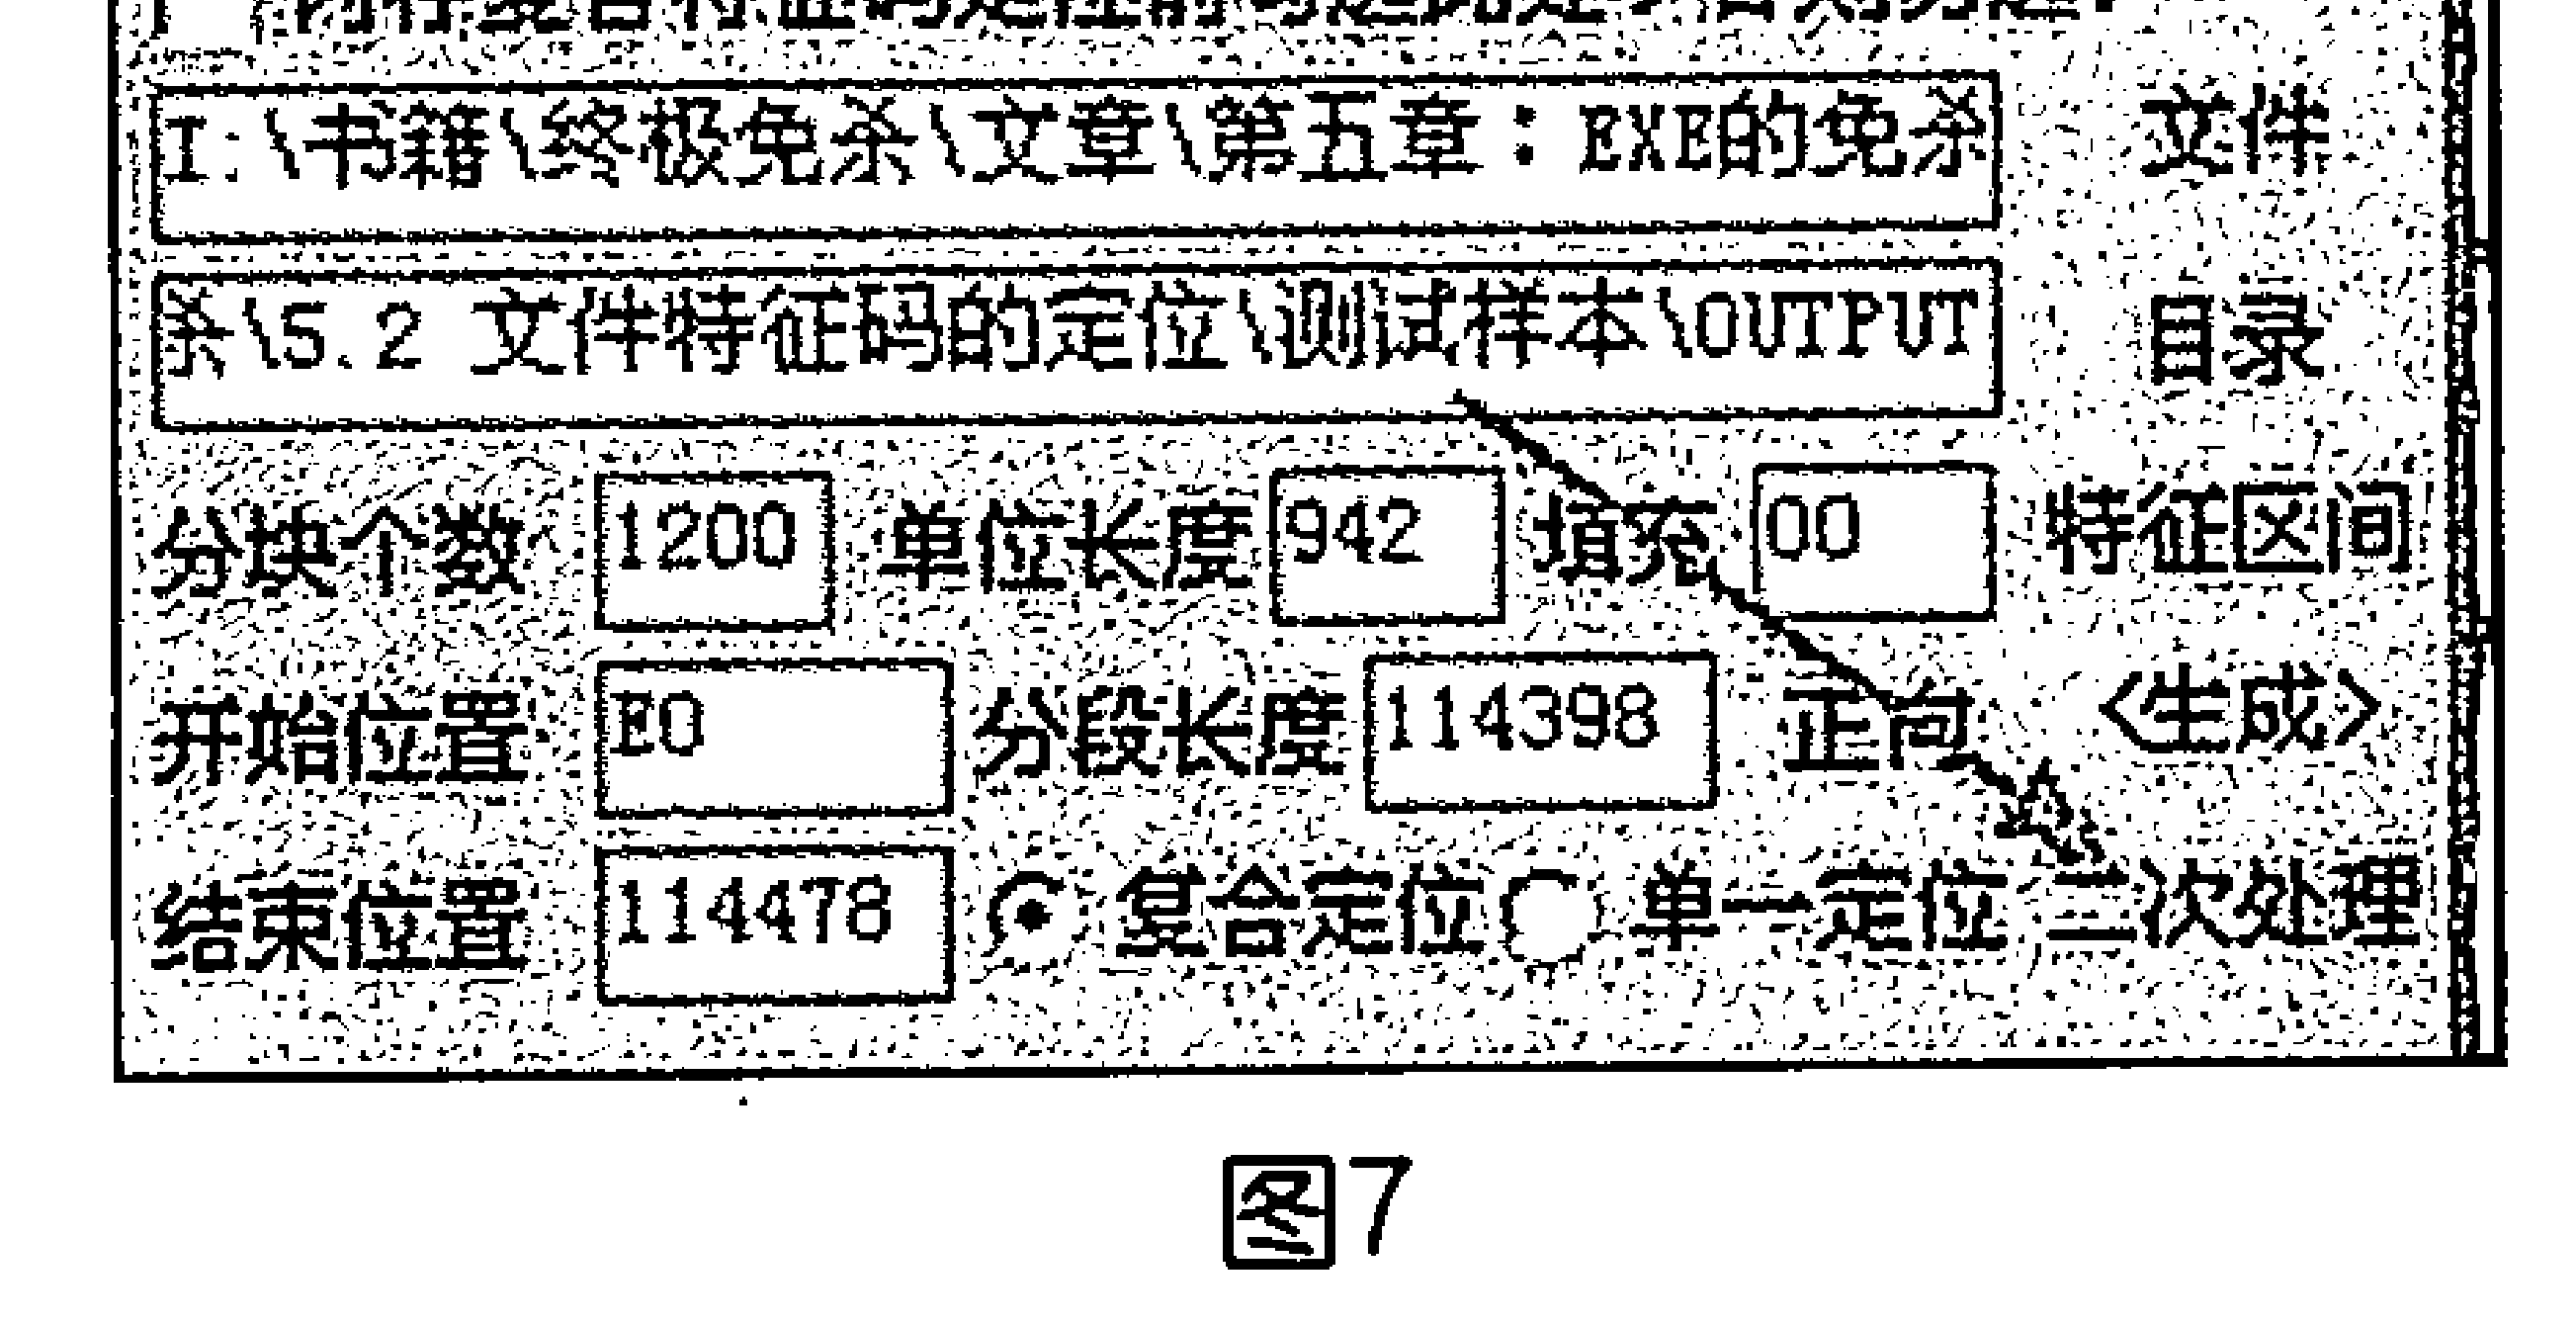 I:\书籍\终极免杀\文章\第五章:EXE的免杀 文件
杀\5.2 文件特征码的定位\测试样本\OUTPUT 目录
分块个数 1200 单位长度 942 填充 00 特征区间
开始位置 E0 分段长度 114398 正向 <生成>
结束位置 114478 复合定位 单一定位 二次处理
图7